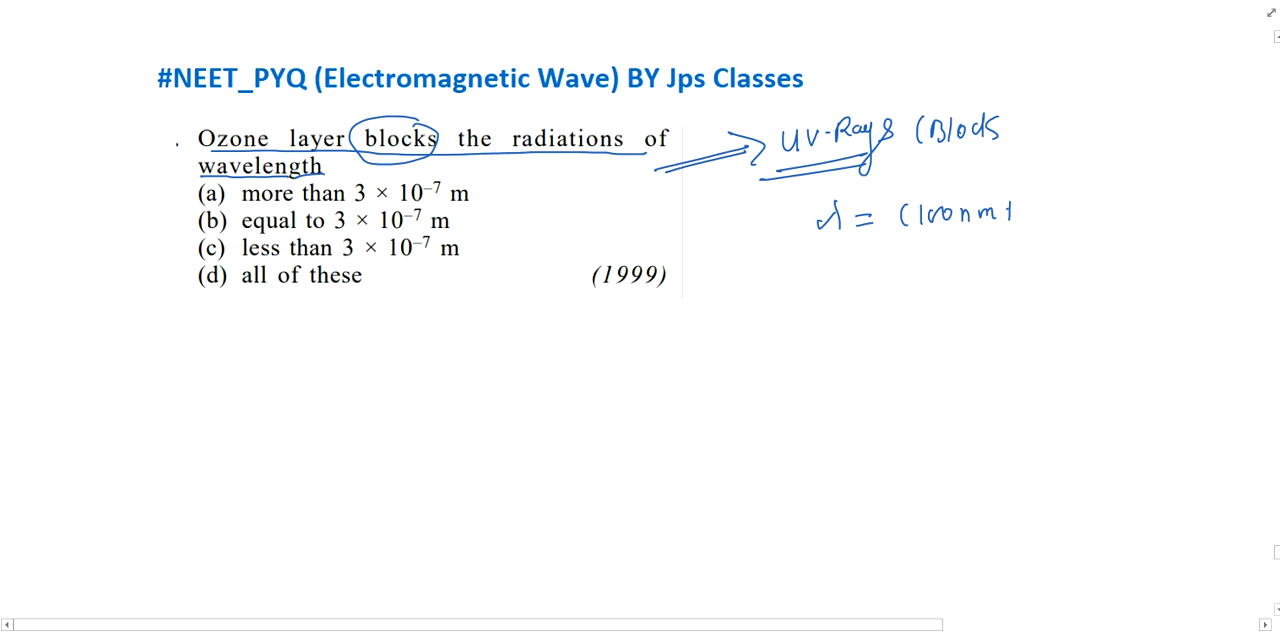 #NEET_PYQ (Electromagnetic Wave) BY Jps Classes
. Ozone layer blocks the radiations of
wavelength
(a) more than 3 × 10⁻⁷ m
(b) equal to 3 × 10⁻⁷ m
(c) less than 3 × 10⁻⁷ m
(d) all of these (1999)
UV-Rays (Blocks
λ = (100nm t